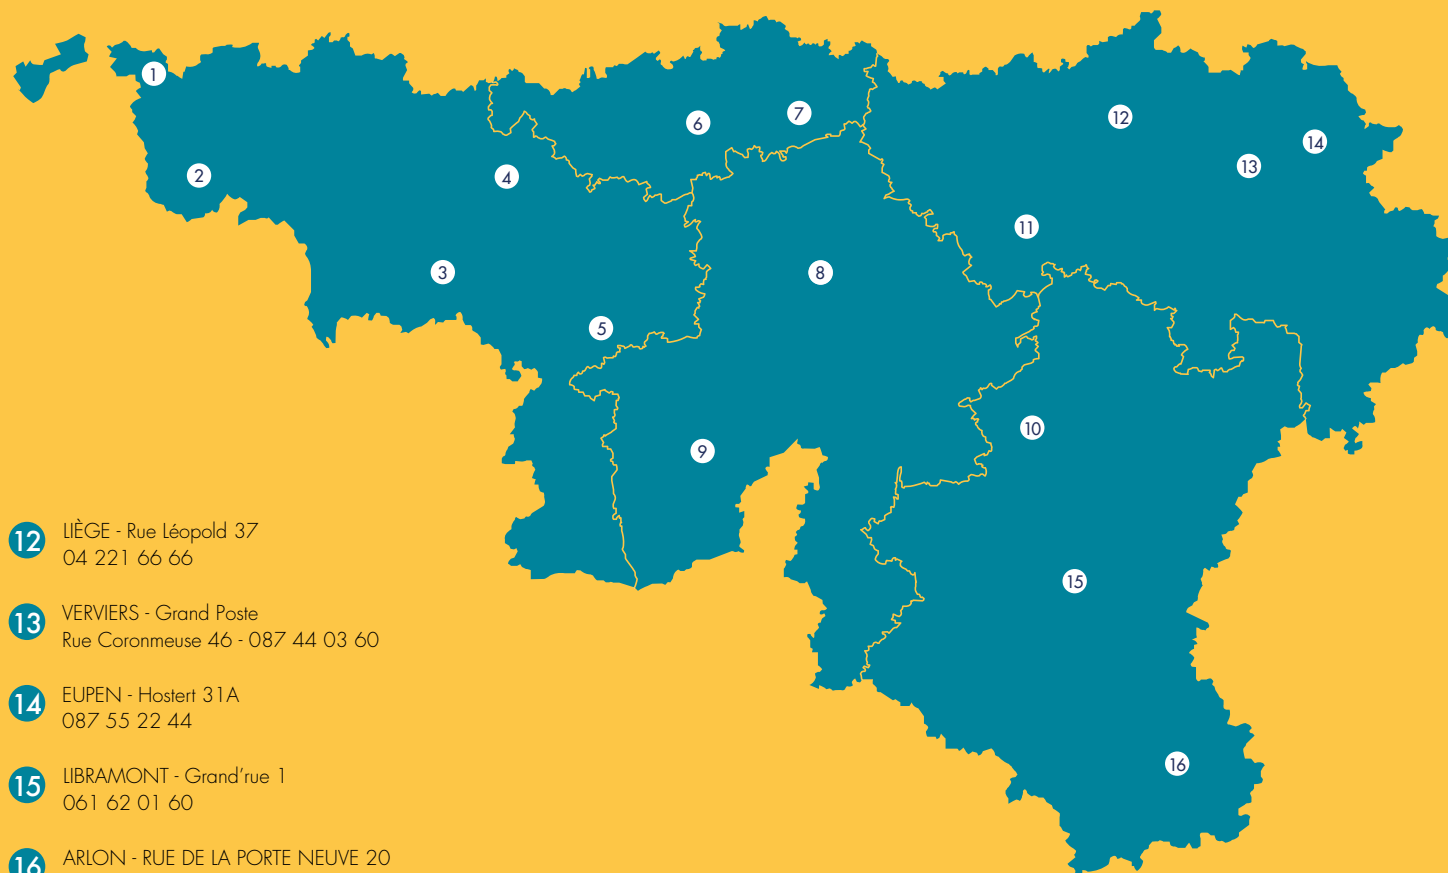 1
2
3
4
5
6
7
8
9
10
11
12
13
14
15
16
12 LIÈGE - Rue Léopold 37
04 221 66 66
13 VERVIERS - Grand Poste
Rue Coronmeuse 46 - 087 44 03 60
14 EUPEN - Hostert 31A
087 55 22 44
15 LIBRAMONT - Grand'rue 1
061 62 01 60
16 ARLON - RUE DE LA PORTE NEUVE 20